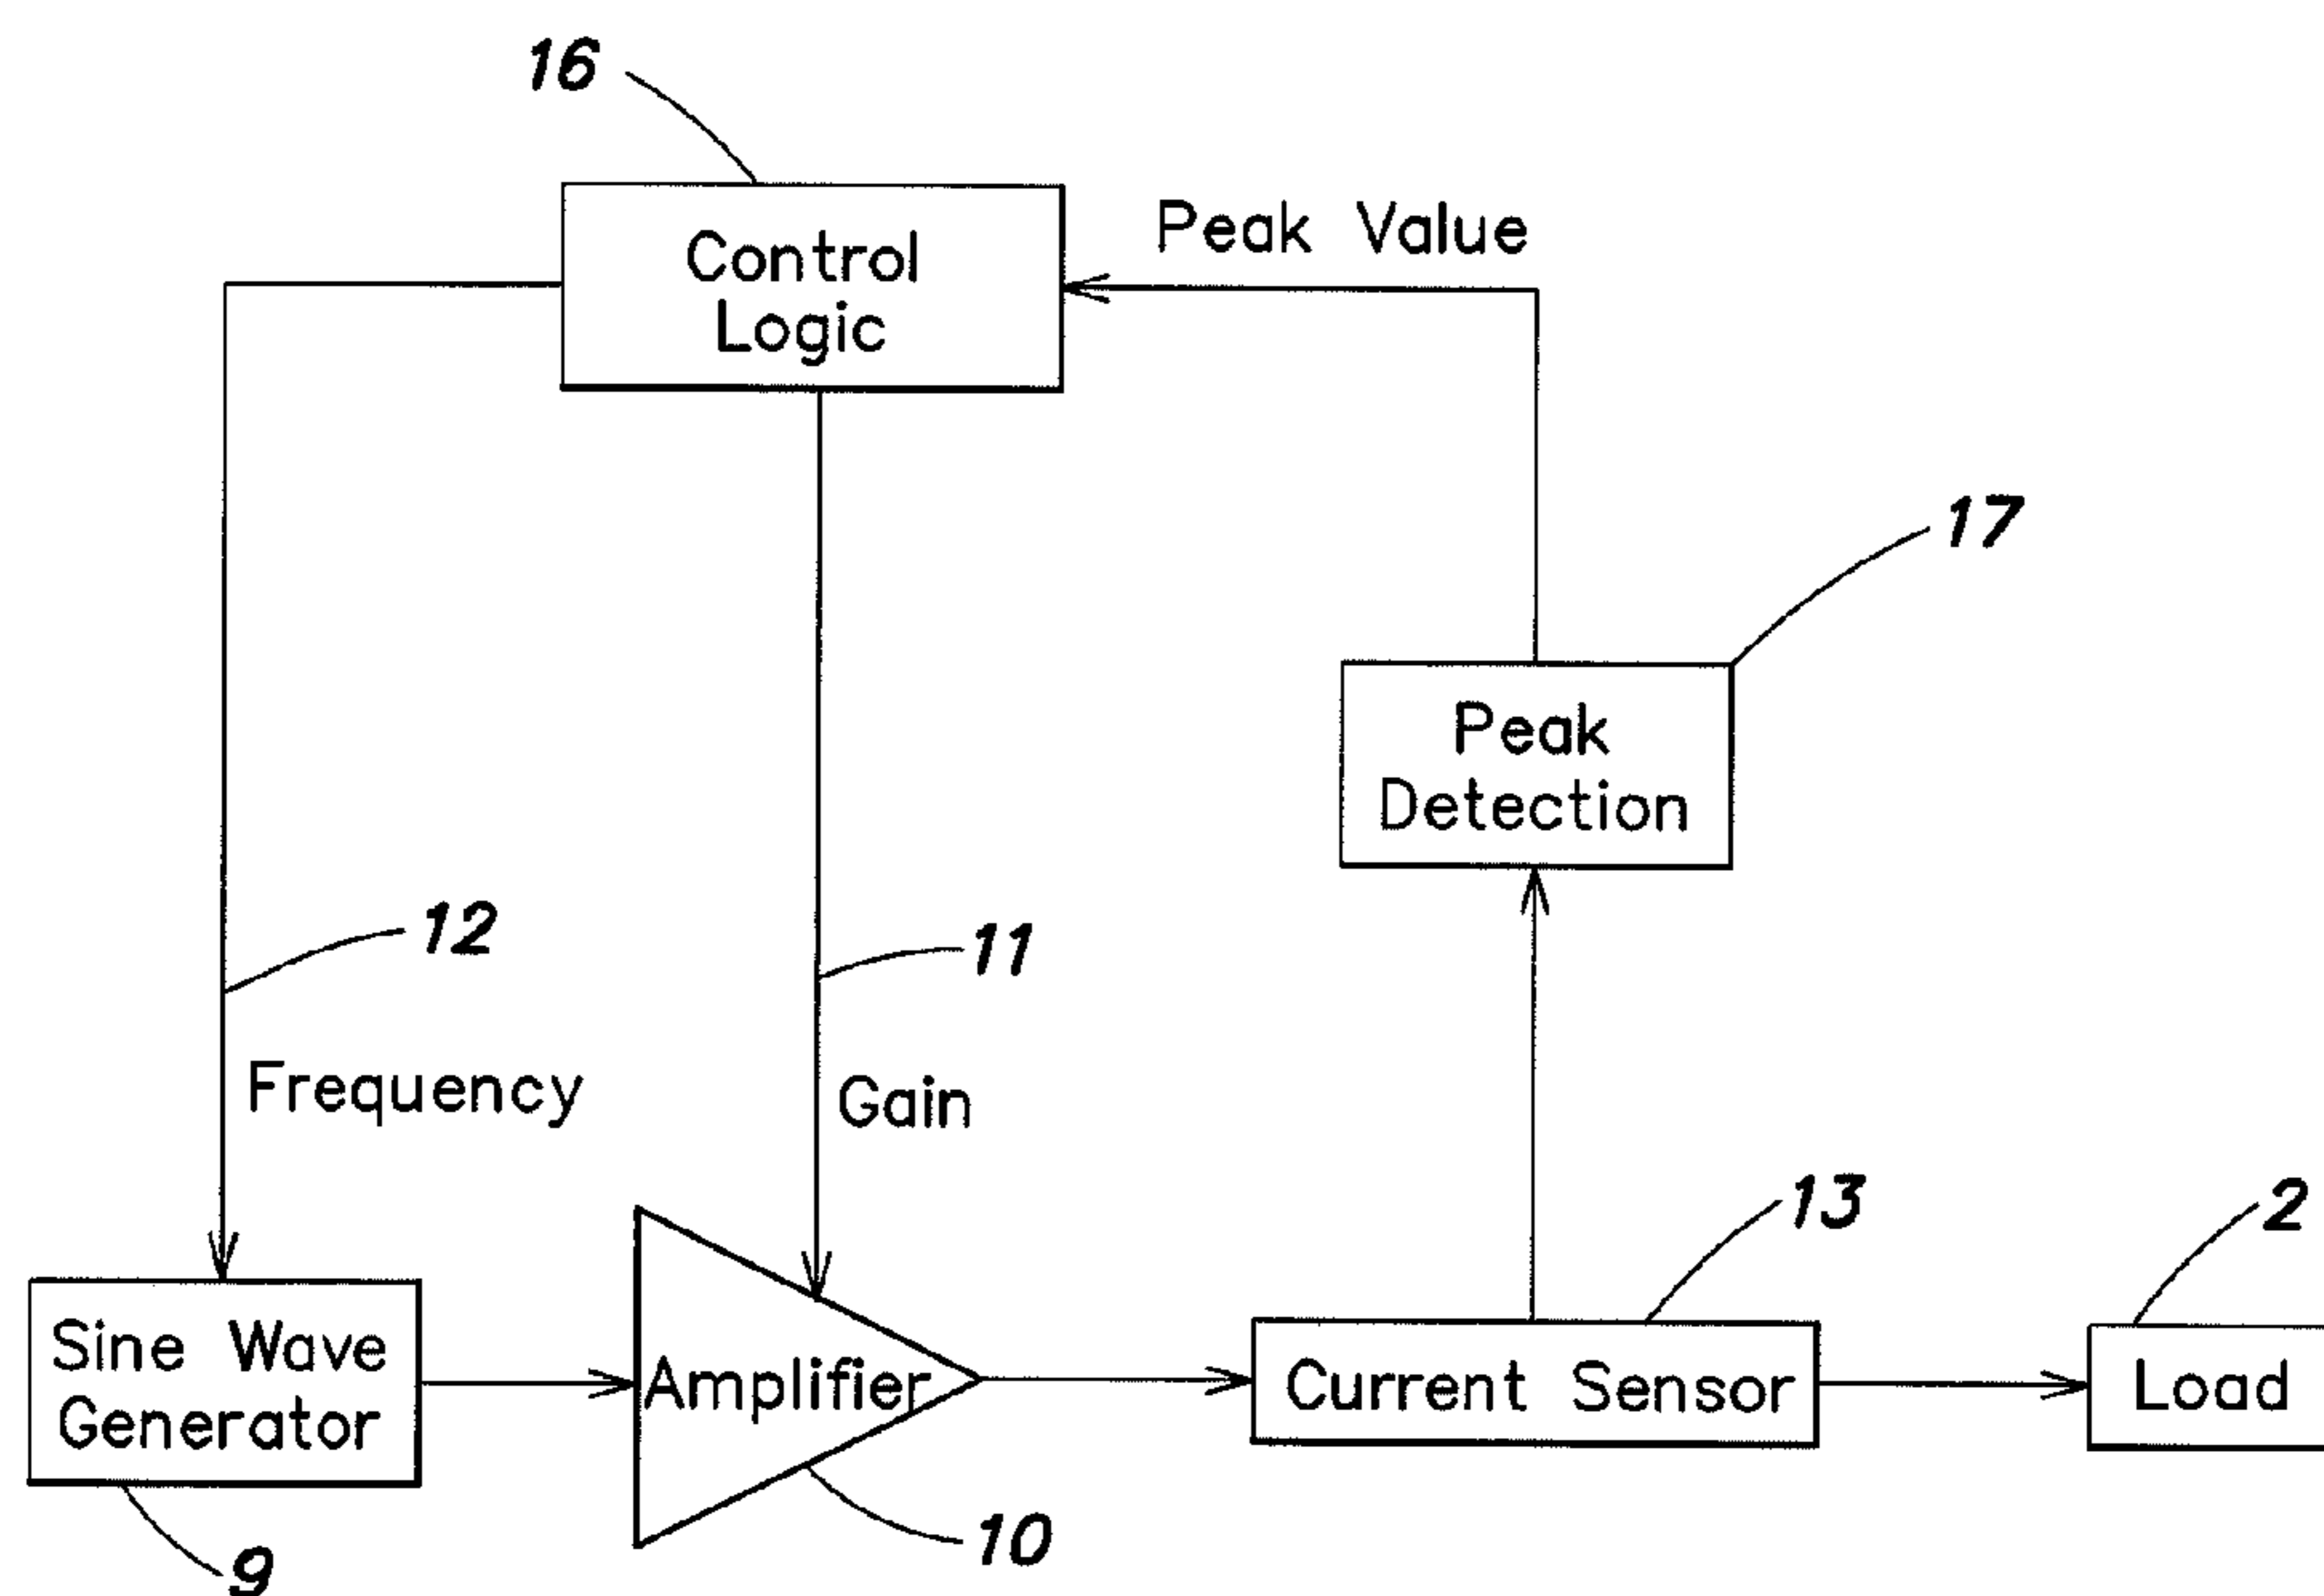 16
Control
Logic
Peak Value
17
Peak
Detection
12
11
Frequency
Gain
13
2
Sine Wave
Generator
Amplifier
Current Sensor
Load
10
9